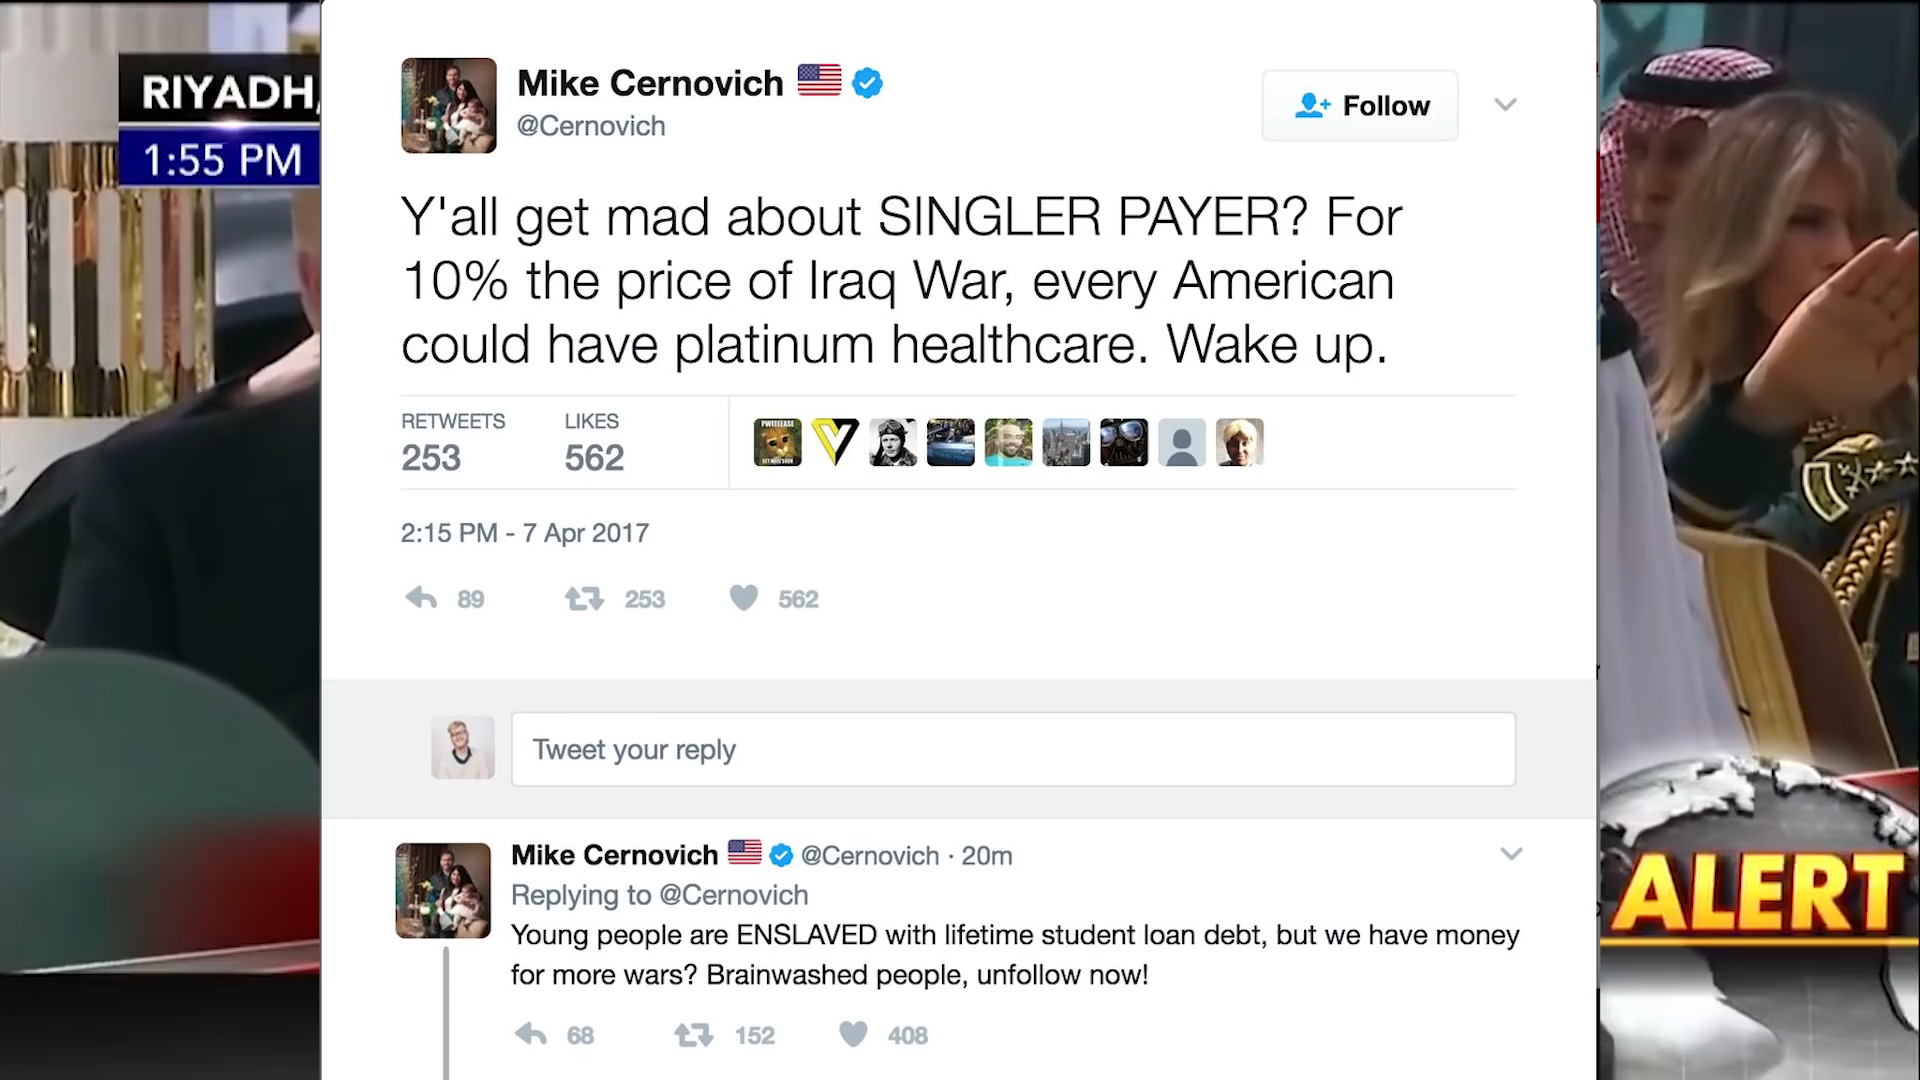 RIYADH,
1:55 PM
Mike Cernovich
@Cernovich
Follow
Y'all get mad about SINGLER PAYER? For
10% the price of Iraq War, every American
could have platinum healthcare. Wake up.
RETWEETS
253
LIKES
562
PWEEEEASE
2:15 PM - 7 Apr 2017
89 253 562
Tweet your reply
Mike Cernovich @Cernovich · 20m
Replying to @Cernovich
Young people are ENSLAVED with lifetime student loan debt, but we have money
for more wars? Brainwashed people, unfollow now!
68 152 408
ALERT